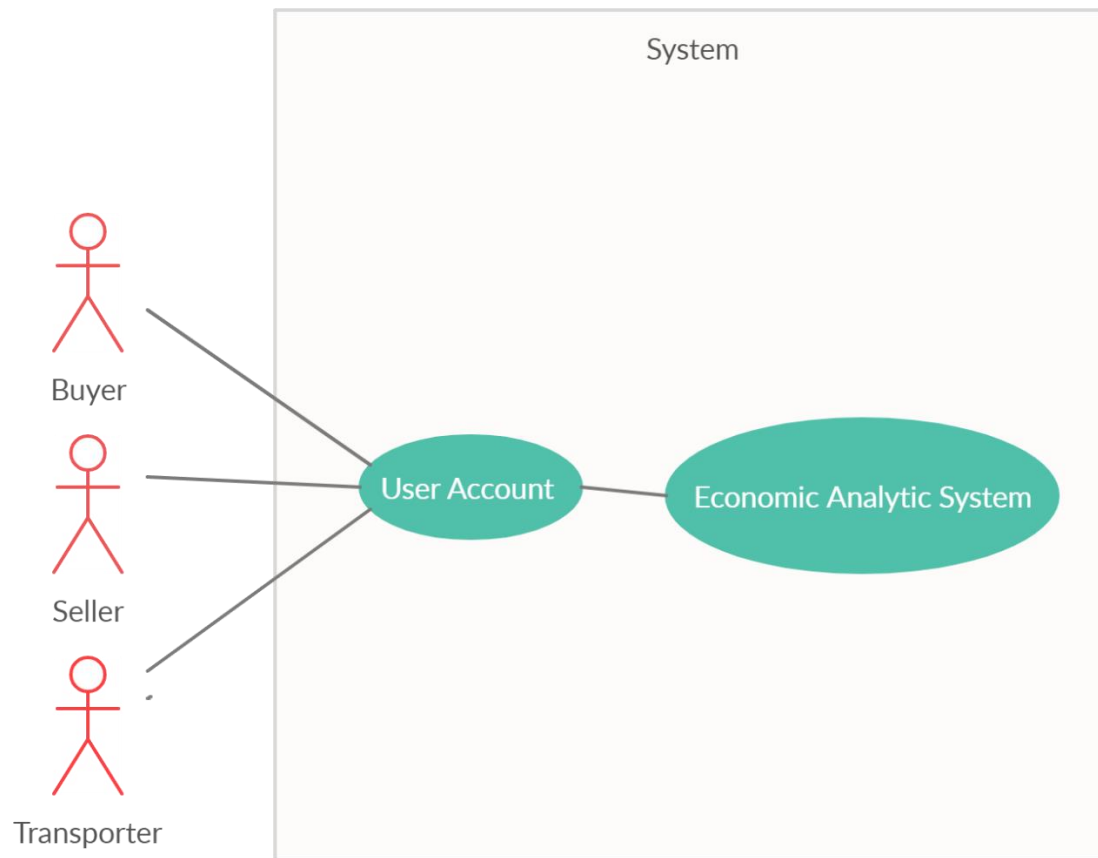 System
Buyer
User Account
Economic Analytic System
Seller
Transporter